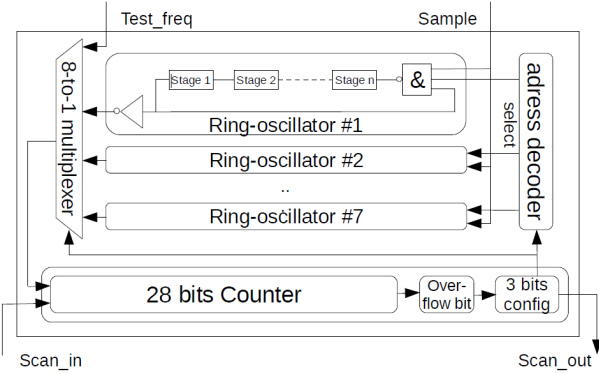 Test_freq
Sample
8-to-1 multiplexer
Stage 1
Stage 2
Stage n
&
Ring-oscillator #1
adress decoder
select
Ring-oscillator #2
..
Ring-oscillator #7
28 bits Counter
Over-
flow bit
3 bits
config
Scan_in
Scan_out